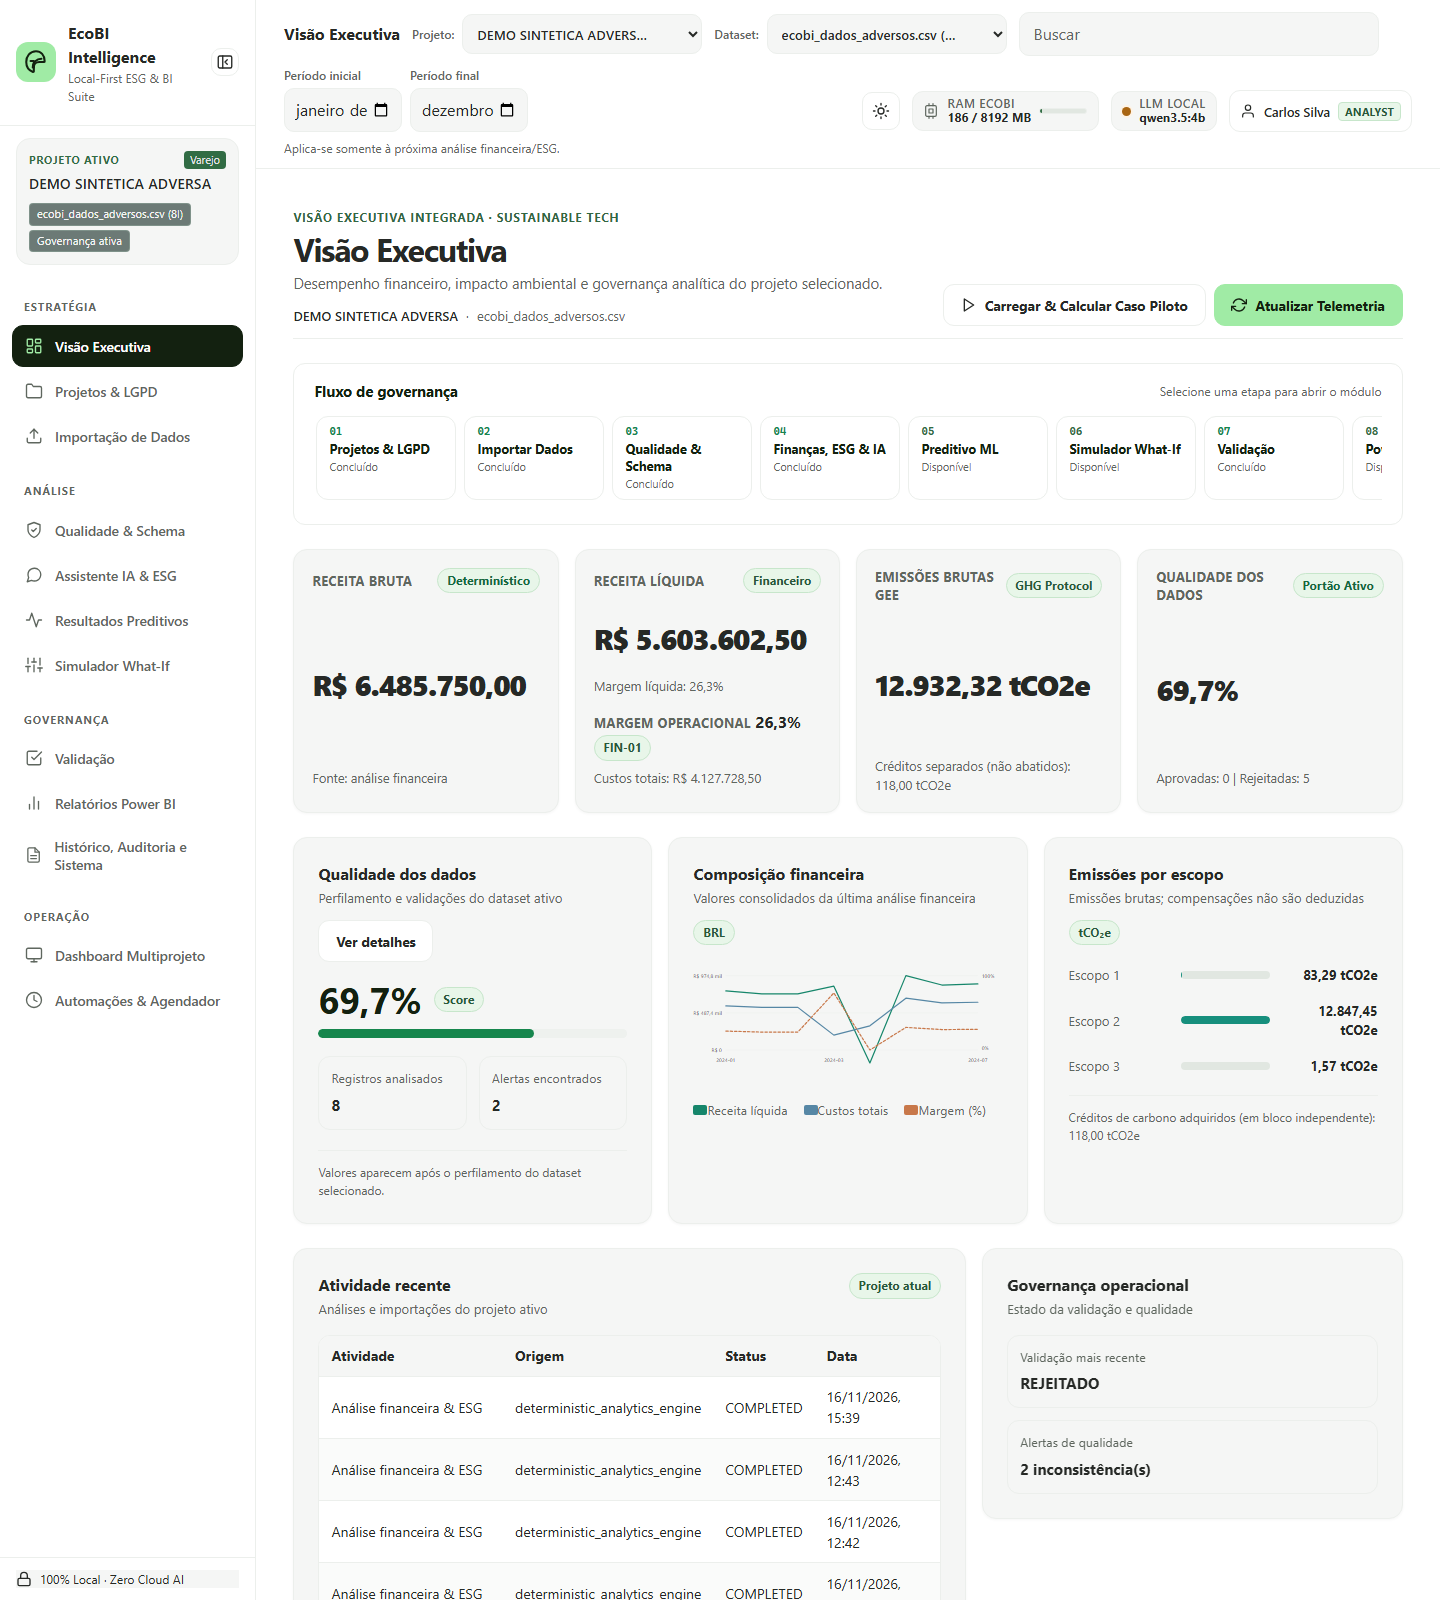 EcoBI
Intelligence
Local-First ESG & BI
Suite
PROJETO ATIVO
Varejo
DEMO SINTETICA ADVERSA
ecobi_dados_adversos.csv (8l)
Governança ativa
ESTRATÉGIA
Visão Executiva
Projetos & LGPD
Importação de Dados
ANÁLISE
Qualidade & Schema
Assistente IA & ESG
Resultados Preditivos
Simulador What-If
GOVERNANÇA
Validação
Relatórios Power BI
Histórico, Auditoria e
Sistema
OPERAÇÃO
Dashboard Multiprojeto
Automações & Agendador
100% Local · Zero Cloud AI
Visão Executiva
Projeto:
DEMO SINTETICA ADVERS...
Dataset:
ecobi_dados_adversos.csv (...
Buscar
Período inicial
Período final
janeiro de
dezembro
RAM ECOBI
186 / 8192 MB
LLM LOCAL
qwen3.5:4b
Carlos Silva
ANALYST
Aplica-se somente à próxima análise financeira/ESG.
VISÃO EXECUTIVA INTEGRADA · SUSTAINABLE TECH
Visão Executiva
Desempenho financeiro, impacto ambiental e governança analítica do projeto selecionado.
DEMO SINTETICA ADVERSA · ecobi_dados_adversos.csv
Carregar & Calcular Caso Piloto
Atualizar Telemetria
Fluxo de governança
Selecione uma etapa para abrir o módulo
01
Projetos & LGPD
Concluído
02
Importar Dados
Concluído
03
Qualidade &
Schema
Concluído
04
Finanças, ESG & IA
Concluído
05
Preditivo ML
Disponível
06
Simulador What-If
Disponível
07
Validação
Concluído
08
RECEITA BRUTA
Determinístico
R$ 6.485.750,00
Fonte: análise financeira
RECEITA LÍQUIDA
Financeiro
R$ 5.603.602,50
Margem líquida: 26,3%
MARGEM OPERACIONAL 26,3%
FIN-01
Custos totais: R$ 4.127.728,50
EMISSÕES BRUTAS
GEE
GHG Protocol
12.932,32 tCO2e
Créditos separados (não abatidos):
118,00 tCO2e
QUALIDADE DOS
DADOS
Portão Ativo
69,7%
Aprovadas: 0 | Rejeitadas: 5
Qualidade dos dados
Perfilamento e validações do dataset ativo
Ver detalhes
69,7%
Score
Registros analisados
8
Alertas encontrados
2
Valores aparecem após o perfilamento do dataset
selecionado.
Composição financeira
Valores consolidados da última análise financeira
BRL
R$ 974,8 mil
R$ 487,4 mil
R$ 0
100%
0%
2024-01
2024-03
2024-07
Receita líquida
Custos totais
Margem (%)
Emissões por escopo
Emissões brutas; compensações não são deduzidas
tCO₂e
Escopo 1
83,29 tCO2e
Escopo 2
12.847,45
tCO2e
Escopo 3
1,57 tCO2e
Créditos de carbono adquiridos (em bloco independente):
118,00 tCO2e
Atividade recente
Análises e importações do projeto ativo
Projeto atual
Atividade Origem Status Data
Análise financeira & ESG deterministic_analytics_engine COMPLETED 16/11/2026,
15:39
Análise financeira & ESG deterministic_analytics_engine COMPLETED 16/11/2026,
12:43
Análise financeira & ESG deterministic_analytics_engine COMPLETED 16/11/2026,
12:42
Análise financeira & ESG deterministic_analytics_engine COMPLETED 16/11/2026,
Governança operacional
Estado da validação e qualidade
Validação mais recente
REJEITADO
Alertas de qualidade
2 inconsistência(s)